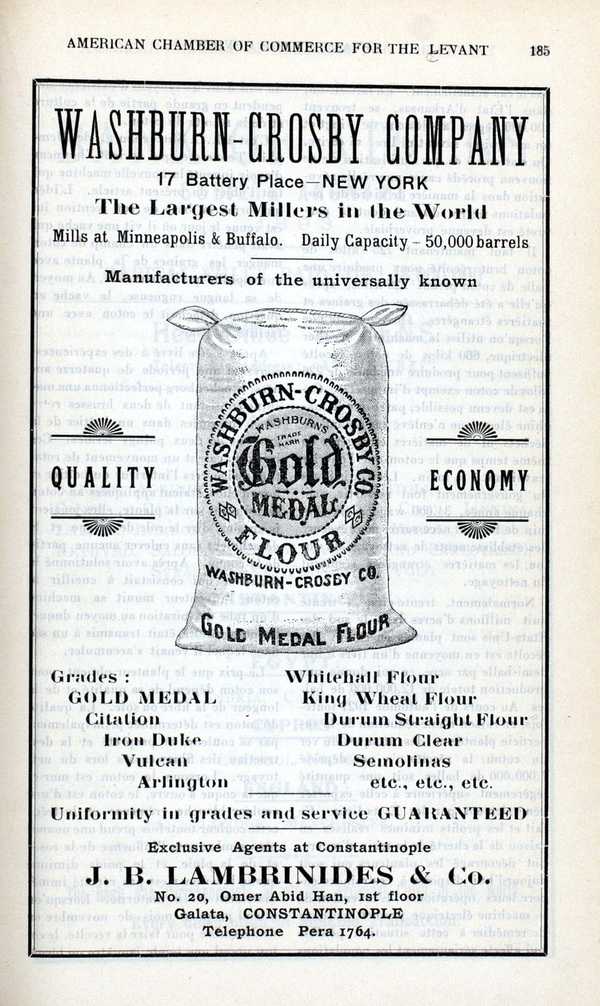 AMERICAN CHAMBER OF COMMERCE FOR THE LEVANT 185
WASHBURN-CROSBY COMPANY
17 Battery Place—NEW YORK
The Largest Millers in the World
Mills at Minneapolis & Buffalo. Daily Capacity - 50,000 barrels
Manufacturers of the universally known
WASHBURN-CROSBY CO.
WASHBURN'S
TRADE
MARK
Gold
MEDAL
FLOUR
WASHBURN-CROSBY CO.
GOLD MEDAL FLOUR
QUALITY
ECONOMY
Grades : Whitehall Flour
GOLD MEDAL King Wheat Flour
Citation Durum Straight Flour
Iron Duke Durum Clear
Vulcan Semolinas
Arlington etc., etc., etc.
Uniformity in grades and service GUARANTEED
Exclusive Agents at Constantinople
J. B. LAMBRINIDES & Co.
No. 20, Omer Abid Han, 1st floor
Galata, CONSTANTINOPLE
Telephone Pera 1764.